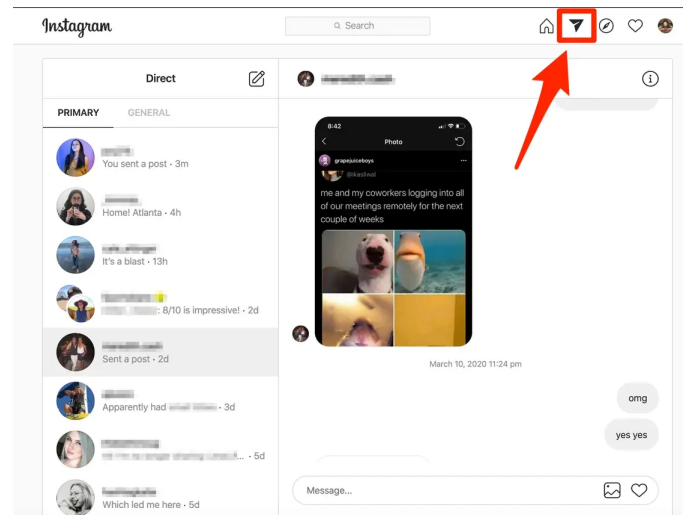 Instagram
Search
Direct
PRIMARY GENERAL
You sent a post · 3m
Home! Atlanta · 4h
It's a blast · 13h
: 8/10 is impressive! · 2d
Sent a post · 2d
Apparently had · 3d
... · 5d
Which led me here · 5d
8:42
Photo
grapejuiceboys
@ikasliwal
me and my coworkers logging into all
of our meetings remotely for the next
couple of weeks
March 10, 2020 11:24 pm
omg
yes yes
Message...